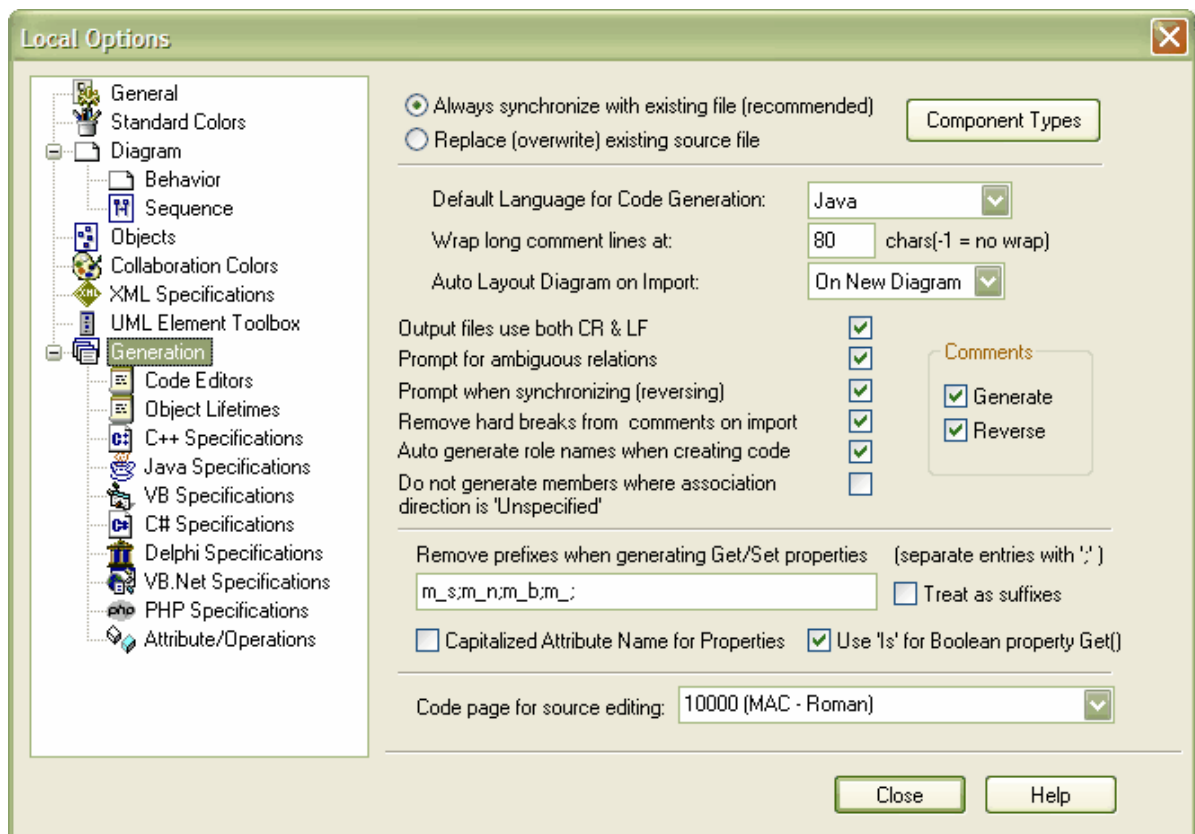 Local Options
General
Standard Colors
Diagram
Behavior
Sequence
Objects
Collaboration Colors
XML Specifications
UML Element Toolbox
Generation
Code Editors
Object Lifetimes
C++ Specifications
Java Specifications
VB Specifications
C# Specifications
Delphi Specifications
VB.Net Specifications
PHP Specifications
Attribute/Operations
Always synchronize with existing file (recommended)
Component Types
Replace (overwrite) existing source file
Default Language for Code Generation: Java
Wrap long comment lines at: 80 chars(-1 = no wrap)
Auto Layout Diagram on Import: On New Diagram
Output files use both CR & LF
Prompt for ambiguous relations
Prompt when synchronizing (reversing)
Remove hard breaks from comments on import
Auto generate role names when creating code
Do not generate members where association
direction is 'Unspecified'
Comments
Generate
Reverse
Remove prefixes when generating Get/Set properties (separate entries with ';' )
m_s;m_n;m_b;m_; Treat as suffixes
Capitalized Attribute Name for Properties Use 'Is' for Boolean property Get()
Code page for source editing: 10000 (MAC - Roman)
Close Help